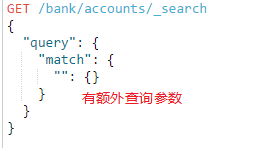 GET /bank/accounts/_search
{
  "query": {
    "match": {
      "": {}
    }
有额外查询参数
  }
}